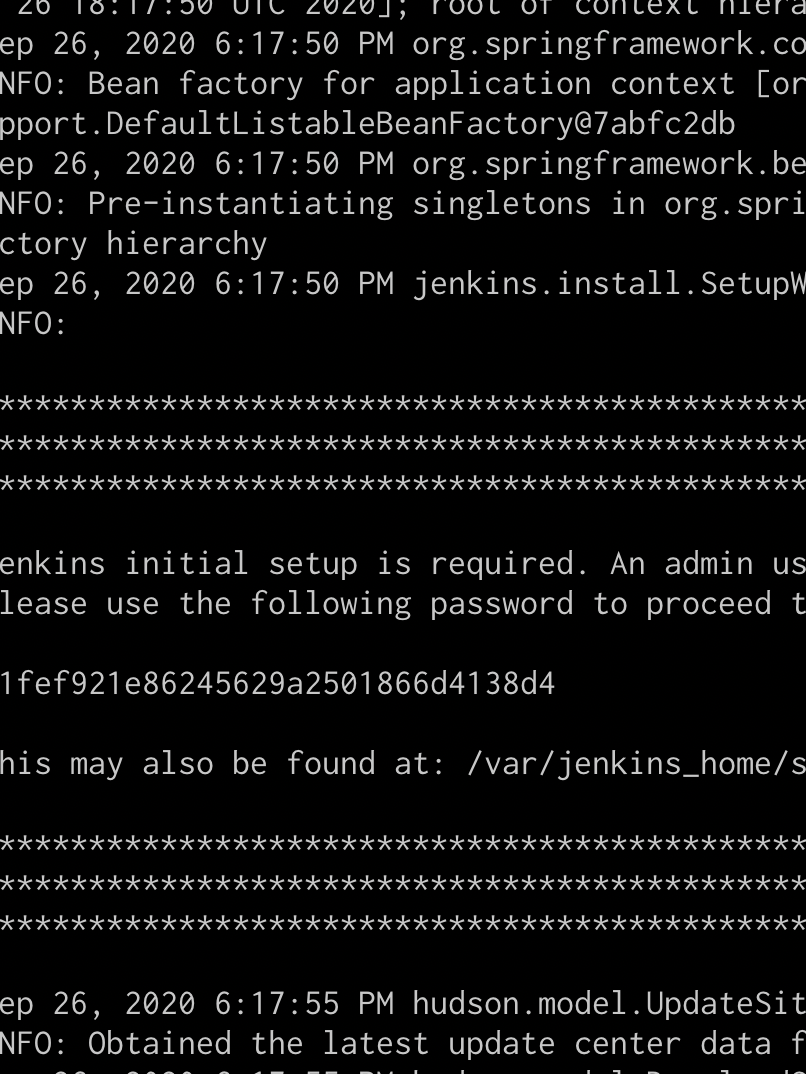 26 18:17:50 UTC 2020]; root of context hiera
ep 26, 2020 6:17:50 PM org.springframework.co
NFO: Bean factory for application context [or
pport.DefaultListableBeanFactory@7abfc2db
ep 26, 2020 6:17:50 PM org.springframework.be
NFO: Pre-instantiating singletons in org.spri
ctory hierarchy
ep 26, 2020 6:17:50 PM jenkins.install.SetupW
NFO:
*********************************************
*********************************************
*********************************************
enkins initial setup is required. An admin us
lease use the following password to proceed t
1fef921e86245629a2501866d4138d4
his may also be found at: /var/jenkins_home/s
*********************************************
*********************************************
*********************************************
ep 26, 2020 6:17:55 PM hudson.model.UpdateSit
NFO: Obtained the latest update center data f